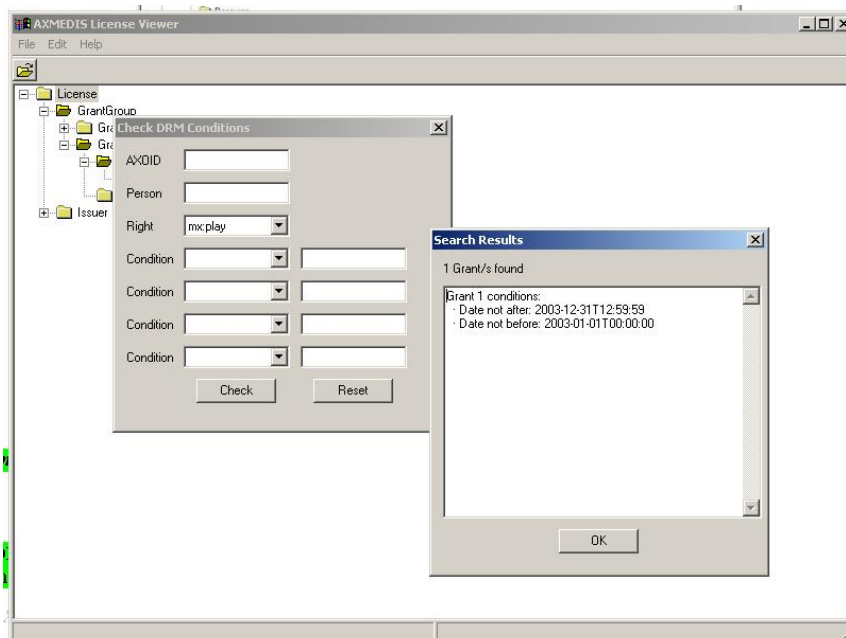 AXMEDIS License Viewer
File Edit Help
License
GrantGroup
Gra
Gra
Issuer
Check DRM Conditions
AXOID
Person
Right mx:play
Condition
Condition
Condition
Condition
Check Reset
Search Results
1 Grant/s found
Grant 1 conditions:
· Date not after: 2003-12-31T12:59:59
· Date not before: 2003-01-01T00:00:00
OK